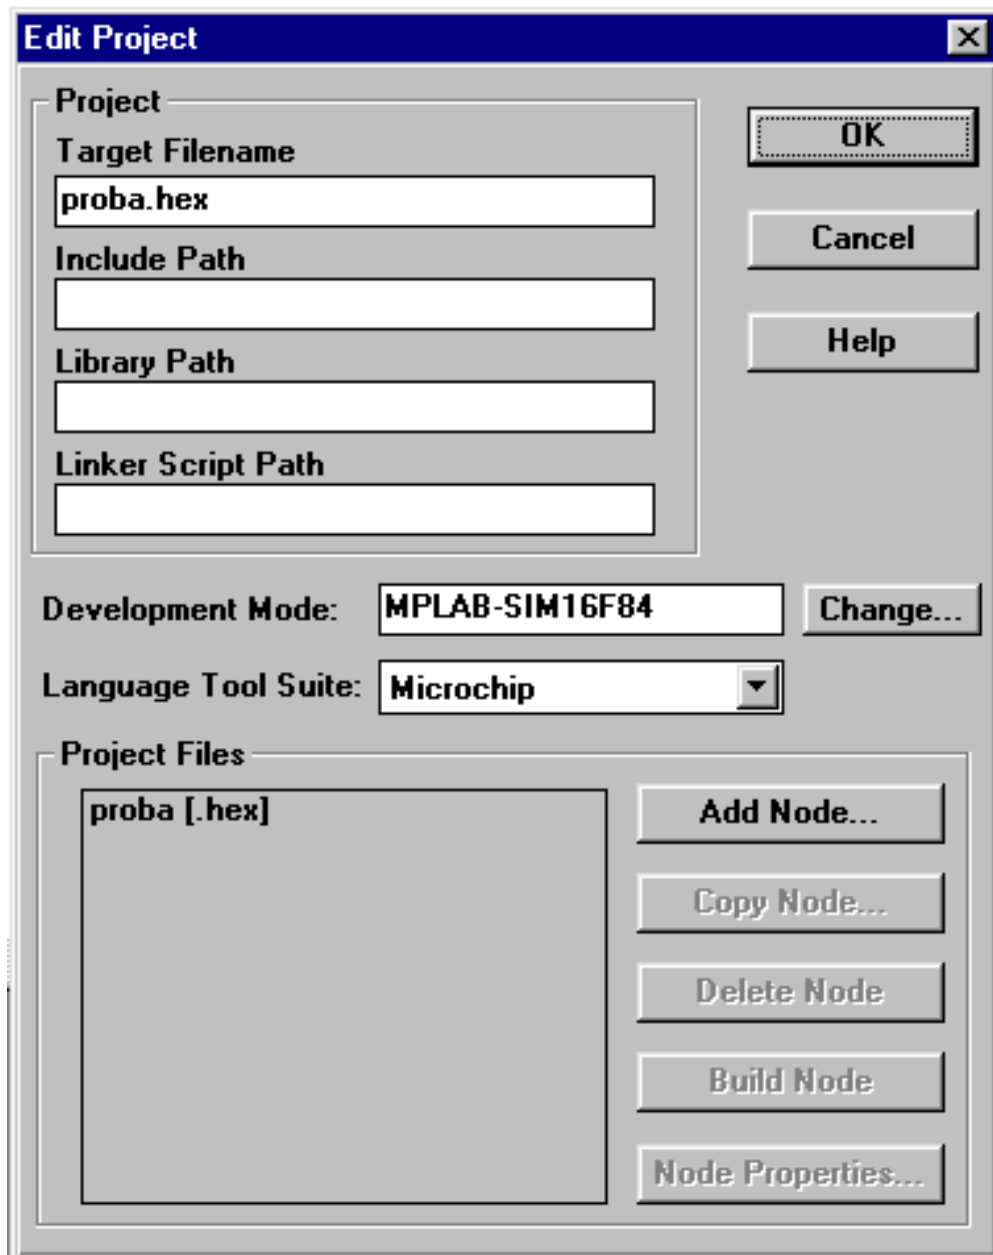 Edit Project
Project
Target Filename
proba.hex
Include Path
Library Path
Linker Script Path
OK
Cancel
Help
Development Mode: MPLAB-SIM16F84 Change...
Language Tool Suite: Microchip
Project Files
proba [.hex]
Add Node...
Copy Node...
Delete Node
Build Node
Node Properties...